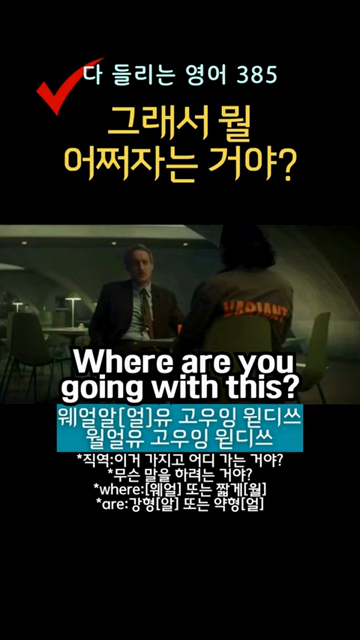 다 들리는 영어 385
그래서 뭘
어쩌자는 거야?
VARIANT
Where are you
going with this?
웨얼알[얼]유 고우잉 윋디쓰
월얼유 고우잉 윋디쓰
*직역:이거 가지고 어디 가는 거야?
*무슨 말을 하려는 거야?
*where:[웨얼] 또는 짧게[월]
*are:강형[알] 또는 약형[얼]